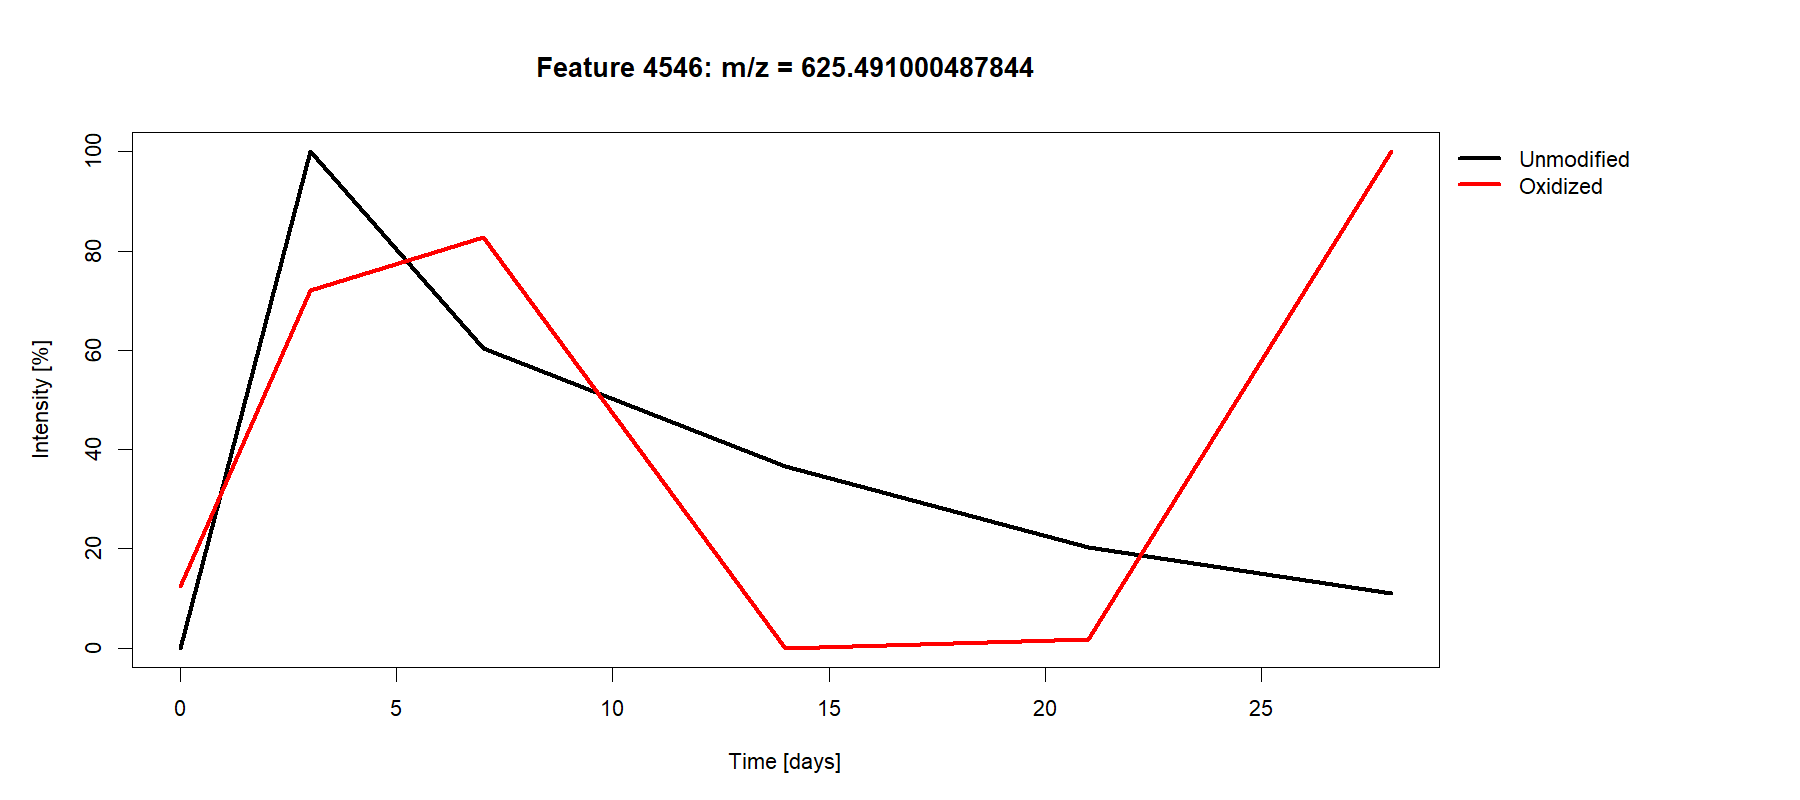 Feature 4546: m/z = 625.491000487844
Unmodified
Oxidized
Intensity [%]
100
80
60
40
20
0
0 5 10 15 20 25
Time [days]